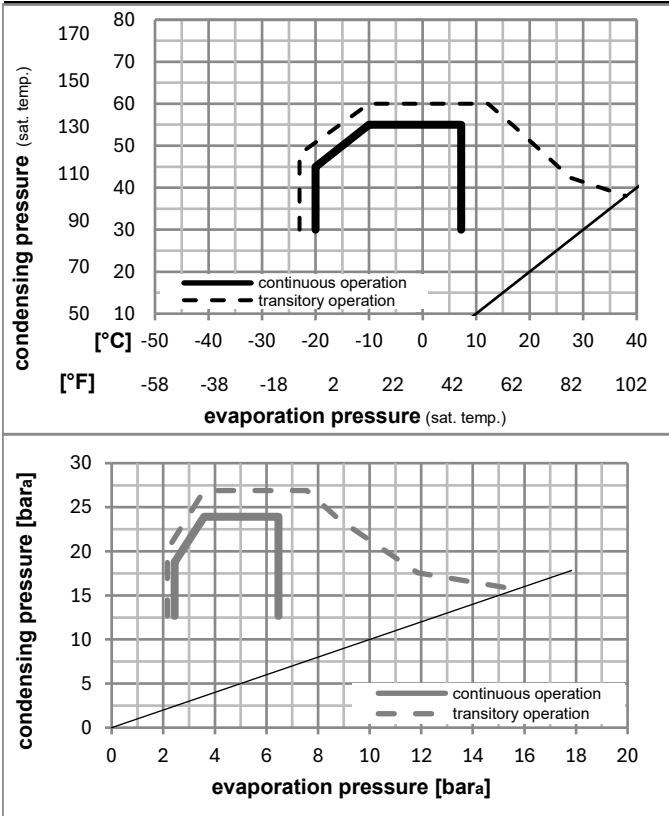 condensing pressure (sat. temp.)
170 80
70
150 60
130 50
110 40
90 30
70 20
50 10
continuous operation
transitory operation
[°C] -50 -40 -30 -20 -10 0 10 20 30 40
[°F] -58 -38 -18 2 22 42 62 82 102
evaporation pressure (sat. temp.)
condensing pressure [bara]
30
25
20
15
10
5
0
continuous operation
transitory operation
0 2 4 6 8 10 12 14 16 18 20
evaporation pressure [bara]